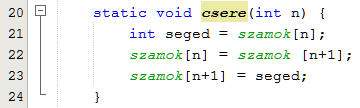 20 static void csere(int n) {
21 int seged = szamok[n];
22 szamok[n] = szamok [n+1];
23 szamok[n+1] = seged;
24 }